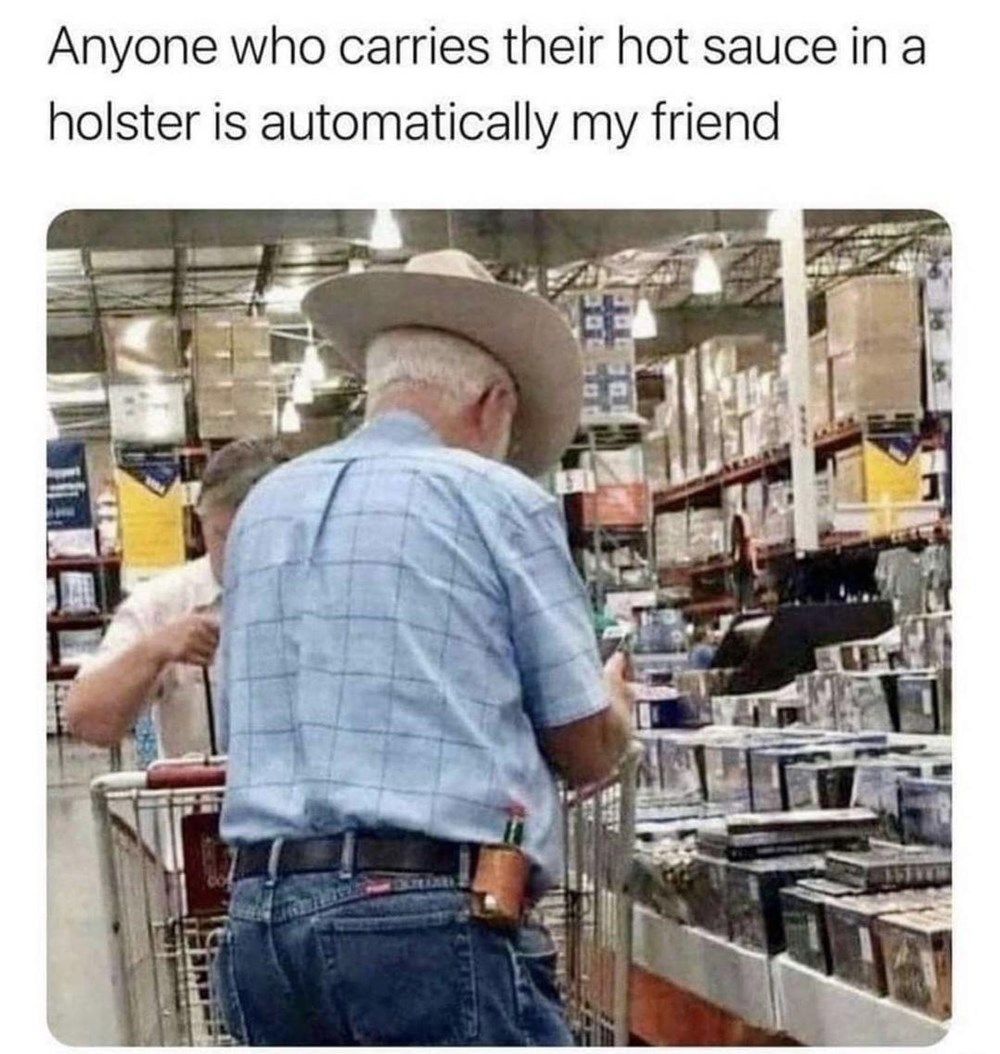 Anyone who carries their hot sauce in a
holster is automatically my friend